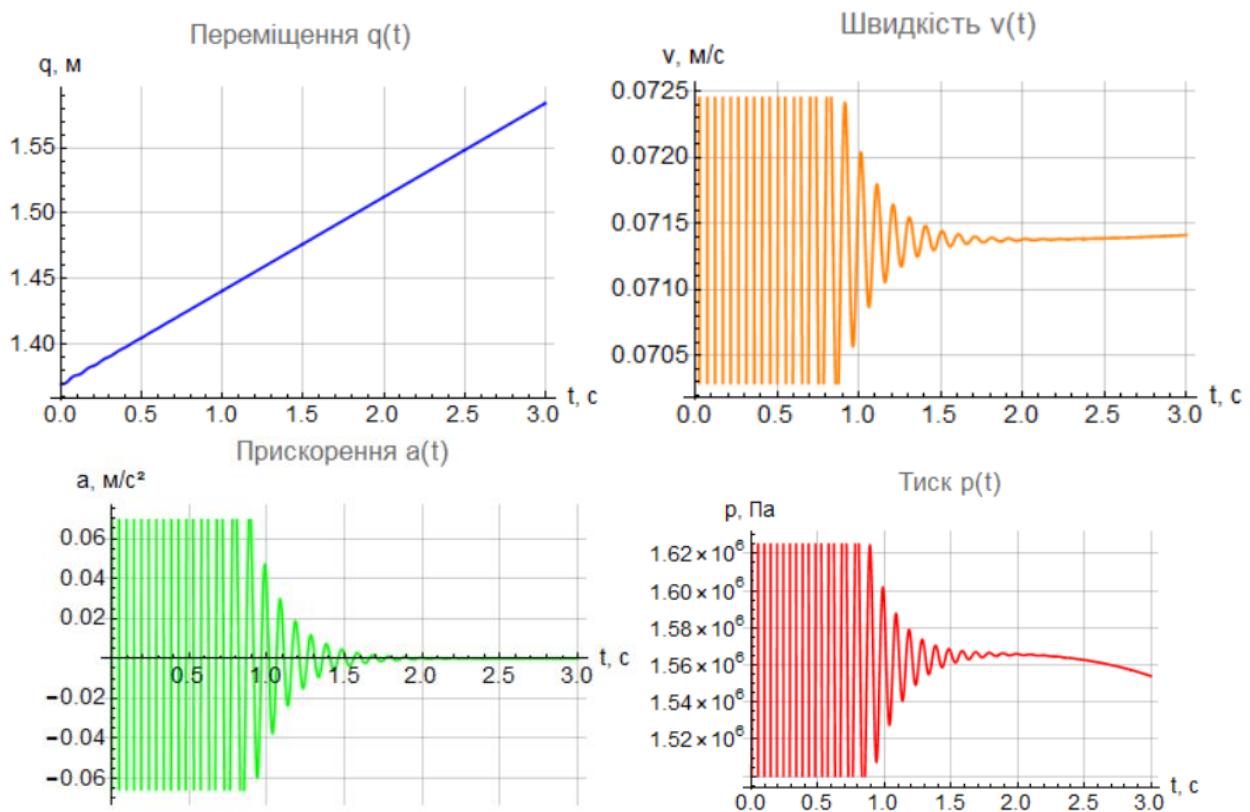 Переміщення q(t)
q, м
1.55
1.50
1.45
1.40
0.0 0.5 1.0 1.5 2.0 2.5 3.0
t, с
Швидкість v(t)
v, м/с
0.0725
0.0720
0.0715
0.0710
0.0705
0.0 0.5 1.0 1.5 2.0 2.5 3.0
t, с
Прискорення a(t)
a, м/с²
0.06
0.04
0.02
−0.02
−0.04
−0.06
0.5 1.0 1.5 2.0 2.5 3.0
t, с
Тиск p(t)
p, Па
1.62×10⁶
1.60×10⁶
1.58×10⁶
1.56×10⁶
1.54×10⁶
1.52×10⁶
0.0 0.5 1.0 1.5 2.0 2.5 3.0
t, с